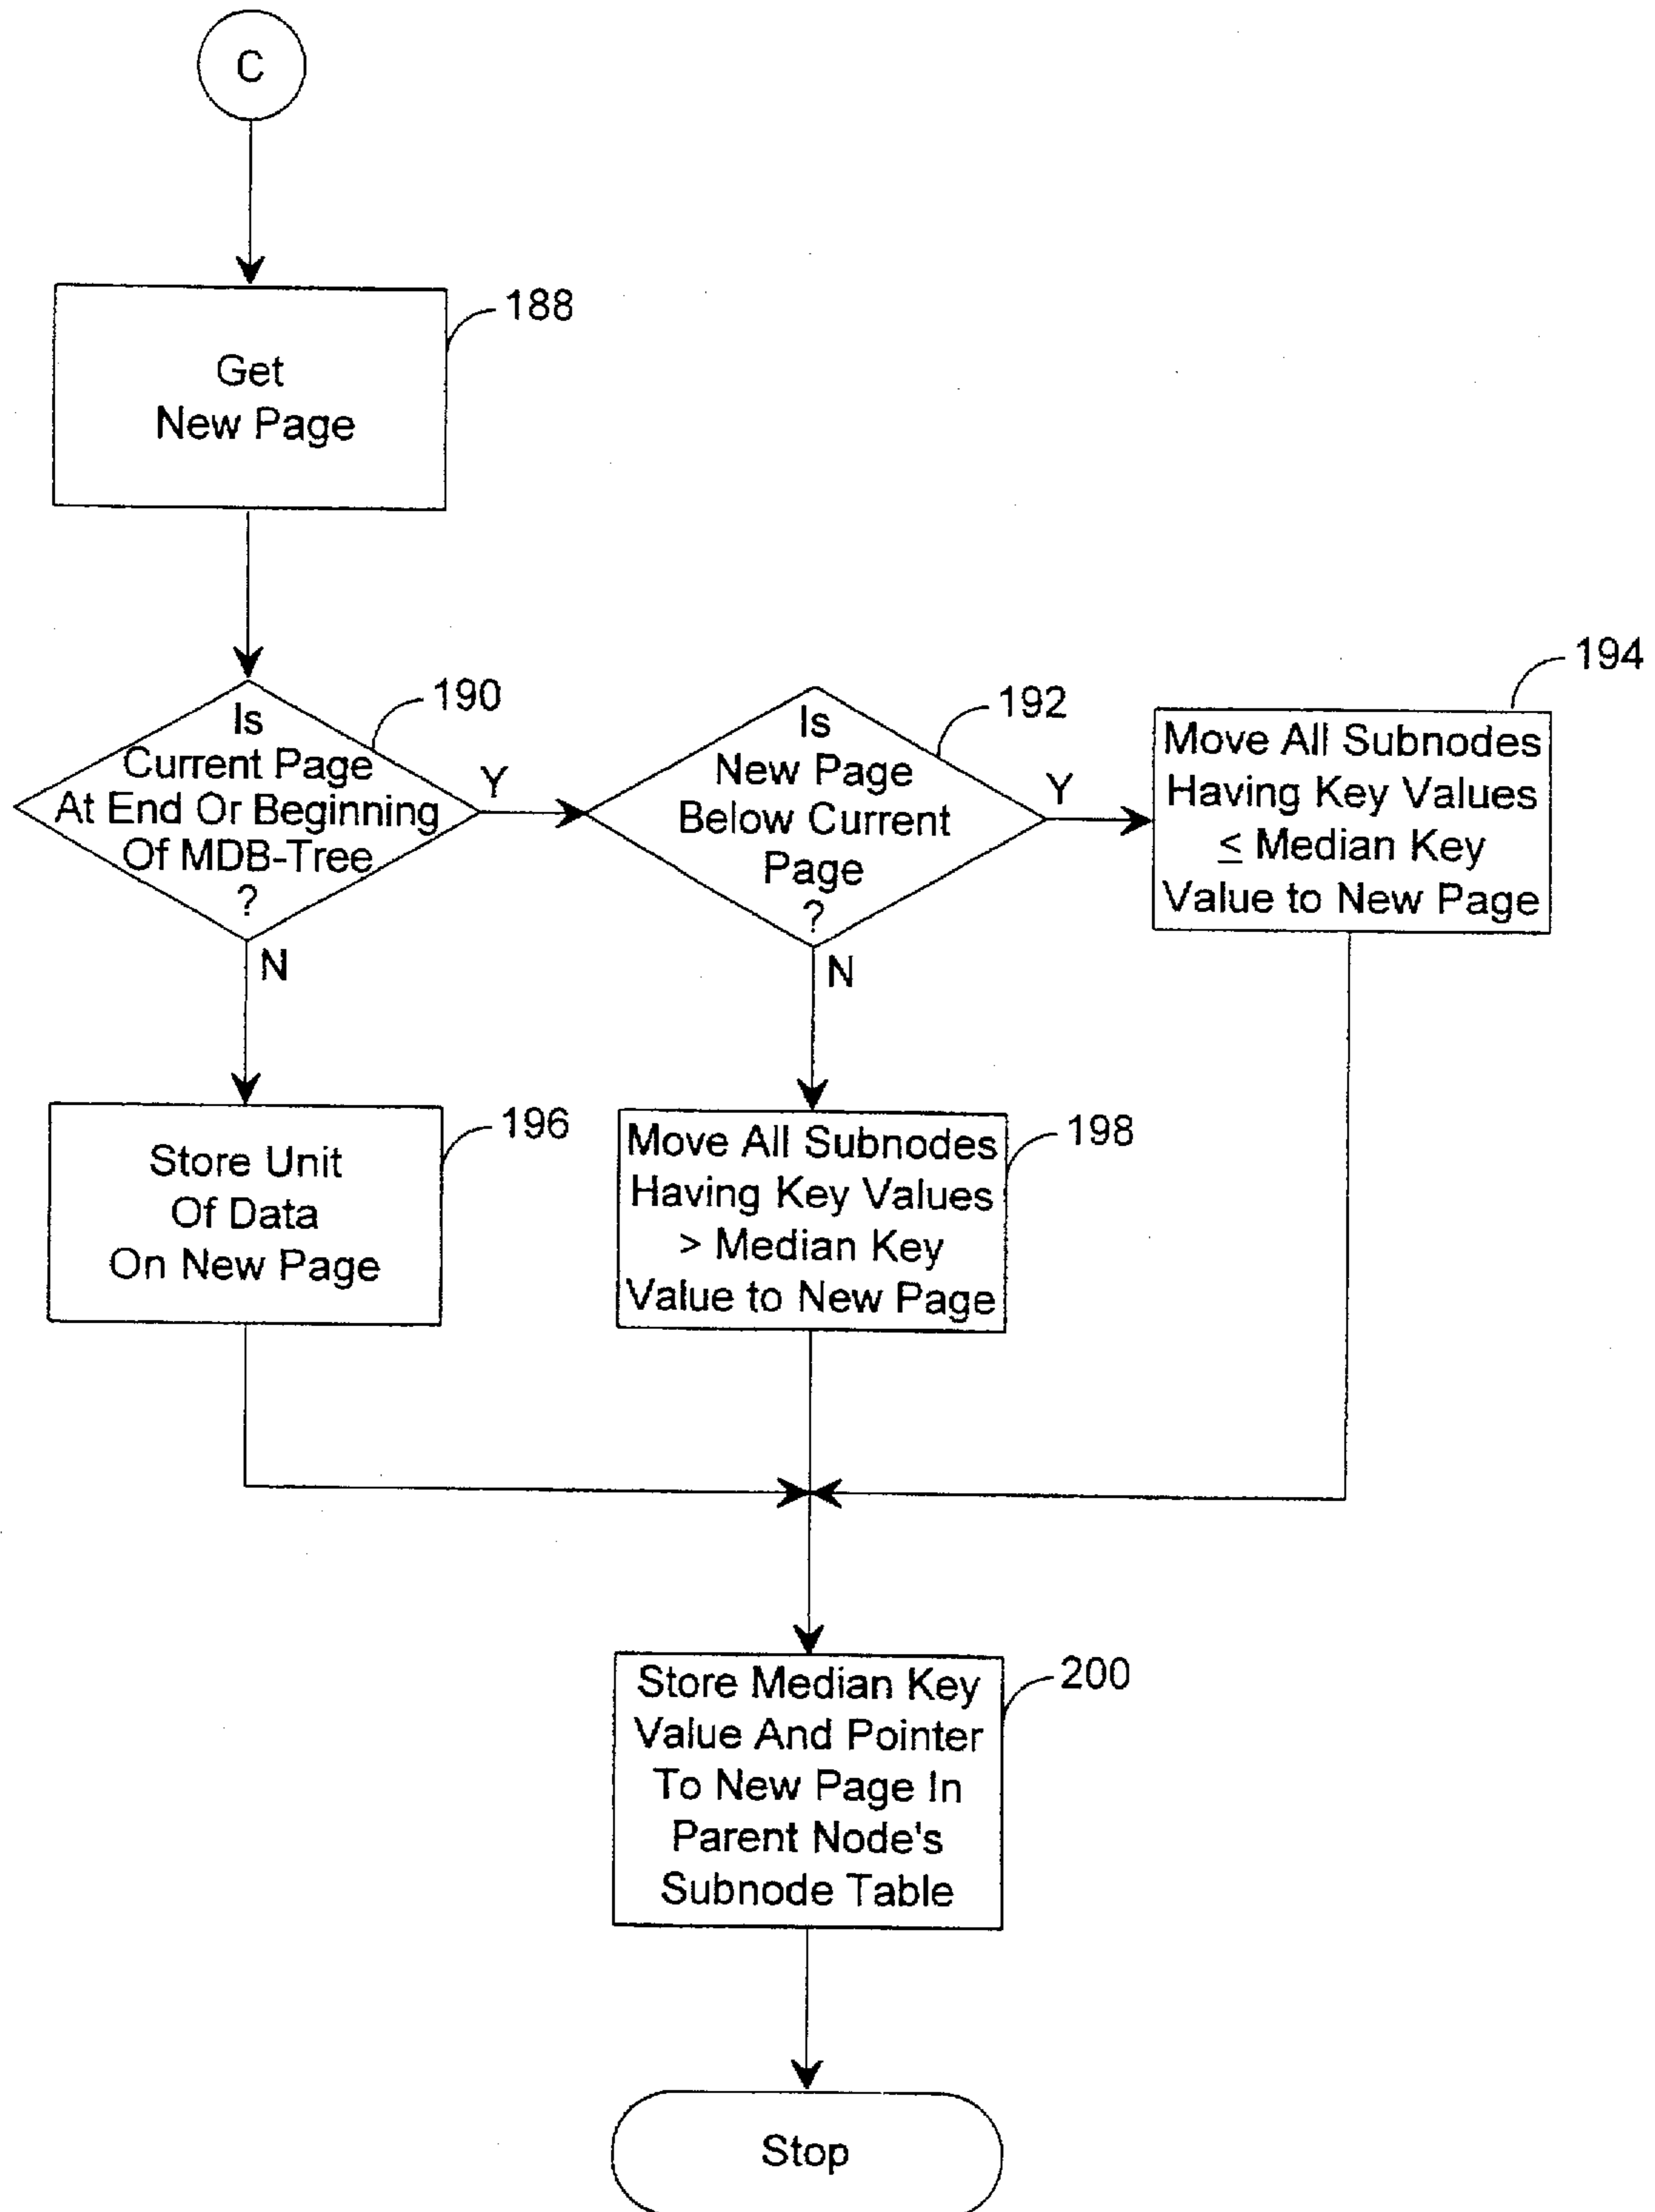 C
188
Get
New Page
190
Is
Current Page
At End Or Beginning
Of MDB-Tree
?
Y
N
192
Is
New Page
Below Current
Page
?
Y
N
194
Move All Subnodes
Having Key Values
≤ Median Key
Value to New Page
196
Store Unit
Of Data
On New Page
198
Move All Subnodes
Having Key Values
> Median Key
Value to New Page
200
Store Median Key
Value And Pointer
To New Page In
Parent Node's
Subnode Table
Stop